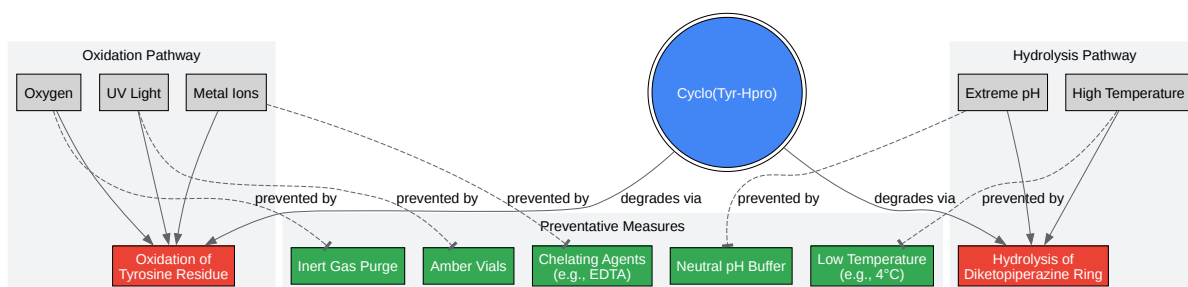 Oxidation Pathway
Hydrolysis Pathway
Oxygen
UV Light
Metal Ions
Cyclo(Tyr-Hpro)
Extreme pH
High Temperature
prevented by
prevented by
prevented by
degrades via
prevented by
degrades via
prevented by
Preventative Measures
Oxidation of
Tyrosine Residue
Inert Gas Purge
Amber Vials
Chelating Agents
(e.g., EDTA)
Neutral pH Buffer
Low Temperature
(e.g., 4°C)
Hydrolysis of
Diketopiperazine Ring